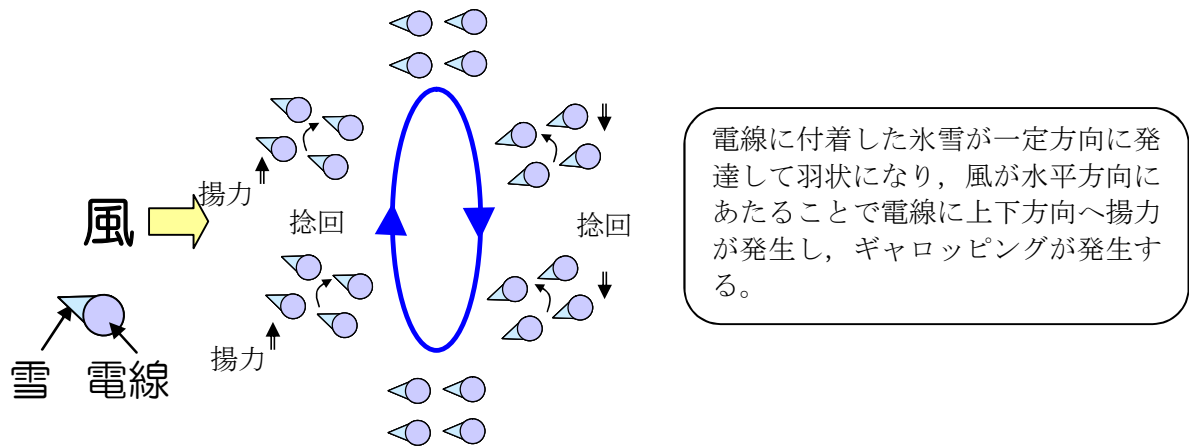 揚力
捻回
風
捻回
揚力
雪 電線
電線に付着した氷雪が一定方向に発
達して羽状になり，風が水平方向に
あたることで電線に上下方向へ揚力
が発生し，ギャロッピングが発生す
る。